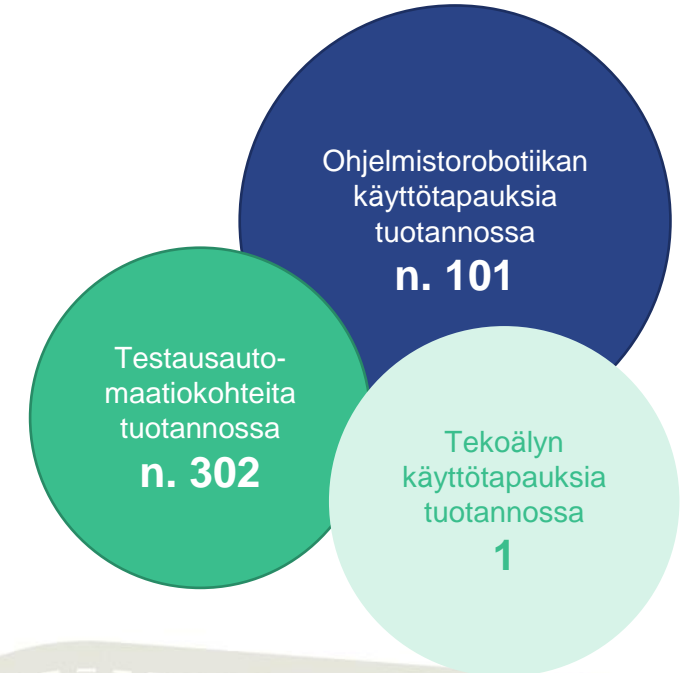 Ohjelmistorobotiikan
käyttötapauksia
tuotannossa
n. 101
Testausauto-
maatiokohteita
tuotannossa
n. 302
Tekoälyn
käyttötapauksia
tuotannossa
1